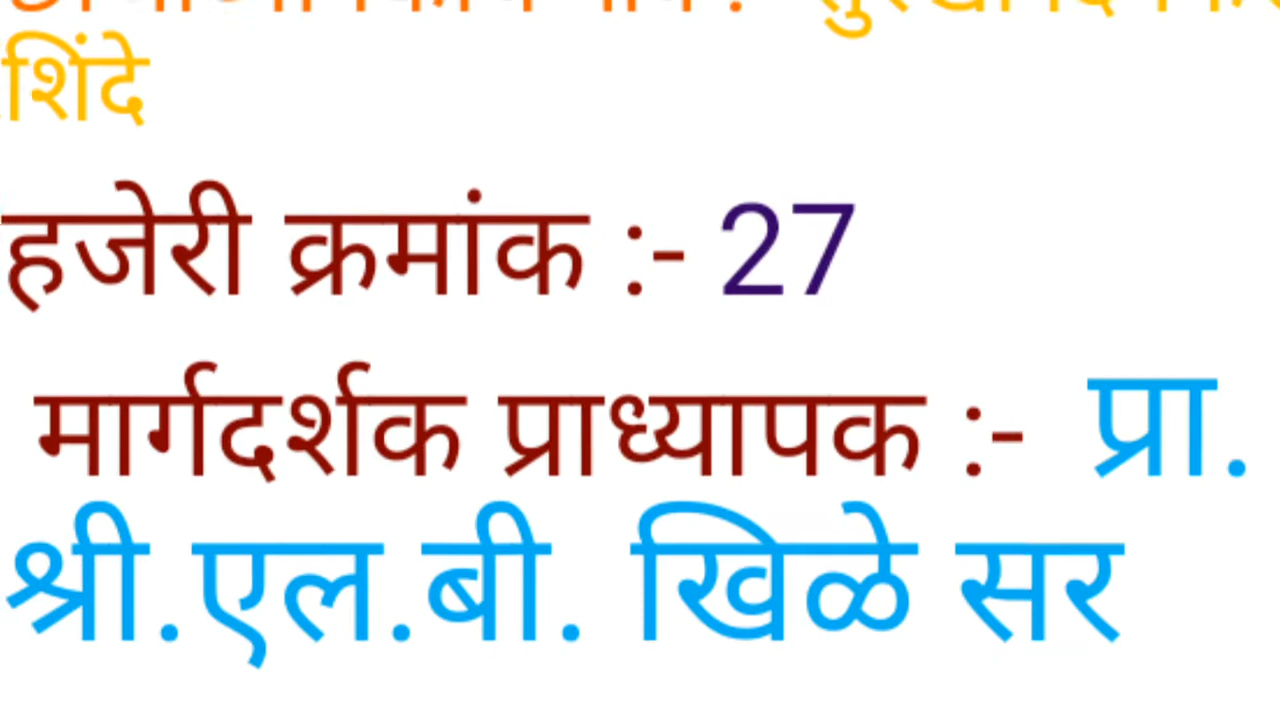 शिंदे
हजेरी क्रमांक :- 27
मार्गदर्शक प्राध्यापक :- प्रा.
श्री.एल.बी. खिळे सर